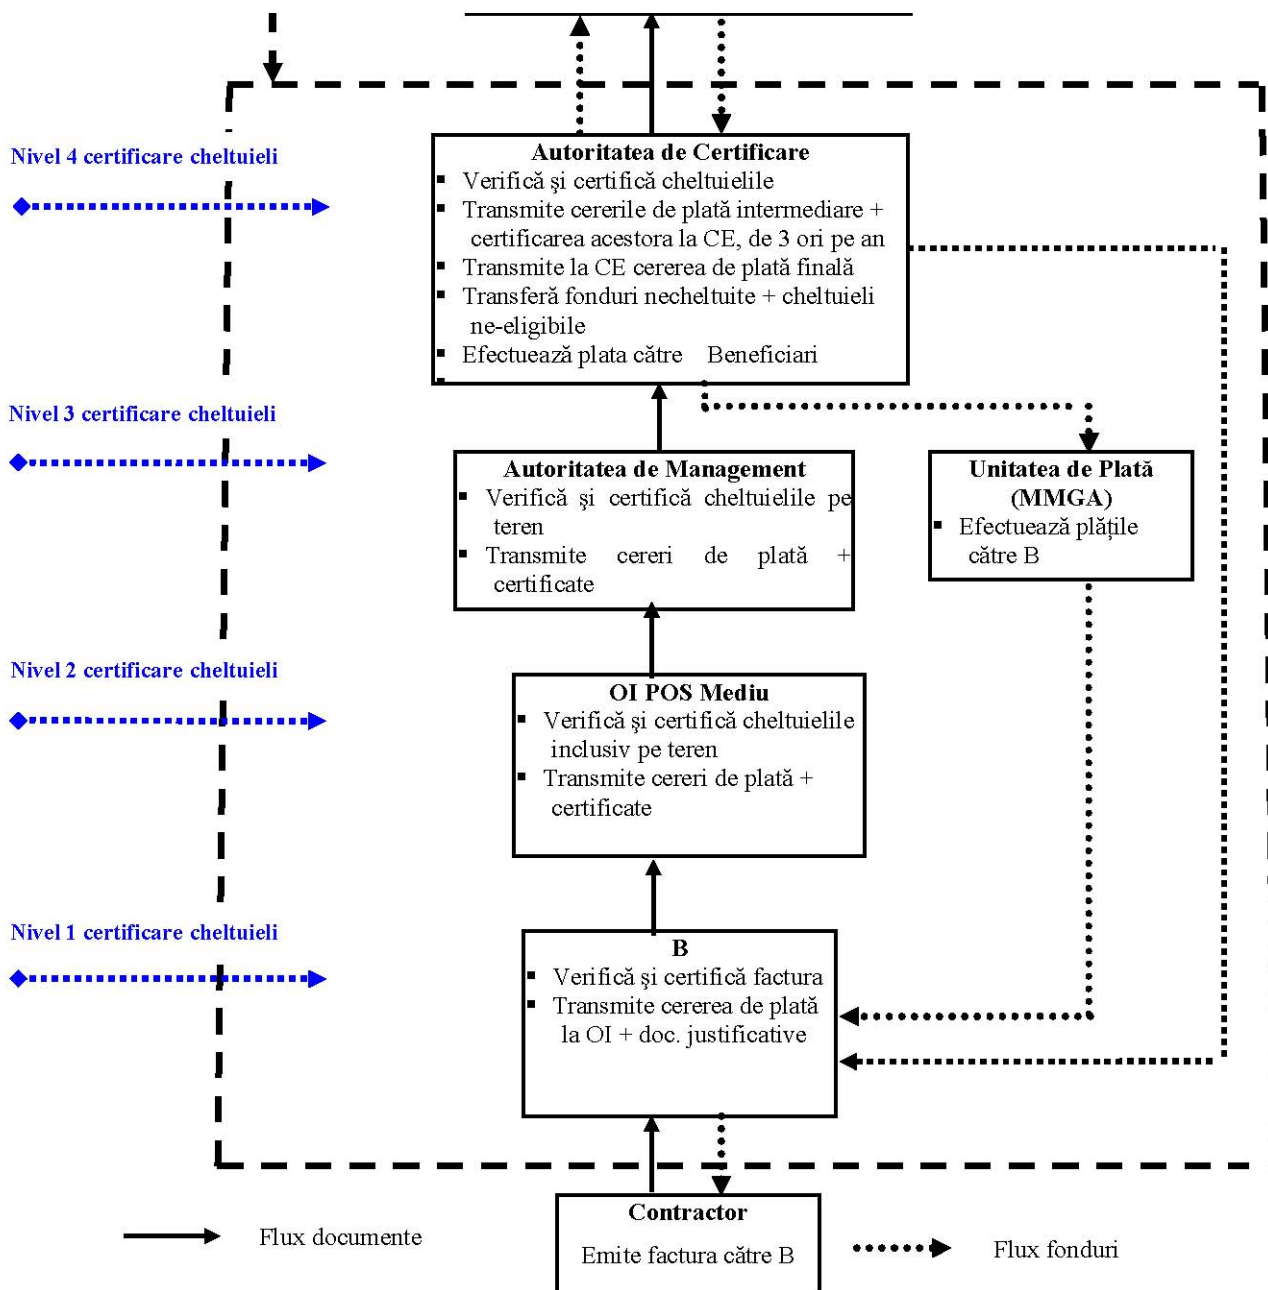 Nivel 4 certificare cheltuieli
Autoritatea de Certificare
▪ Verifică şi certifică cheltuielile
▪ Transmite cererile de plată intermediare +
certificarea acestora la CE, de 3 ori pe an
▪ Transmite la CE cererea de plată finală
▪ Transferă fonduri necheltuite + cheltuieli
ne-eligibile
▪ Efectuează plata către Beneficiari
▪
Nivel 3 certificare cheltuieli
Autoritatea de Management
▪ Verifică şi certifică cheltuielile pe
teren
▪ Transmite cereri de plată +
certificate
Unitatea de Plată
(MMGA)
▪ Efectuează plățile
către B
Nivel 2 certificare cheltuieli
OI POS Mediu
▪ Verifică şi certifică cheltuielile
inclusiv pe teren
▪ Transmite cereri de plată +
certificate
Nivel 1 certificare cheltuieli
B
▪ Verifică şi certifică factura
▪ Transmite cererea de plată
la OI + doc. justificative
Contractor
Emite factura către B
Flux documente
Flux fonduri